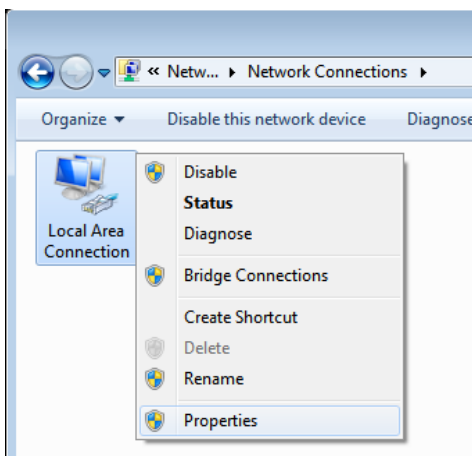 « Netw... ▸ Network Connections ▸
Organize ▾ Disable this network device Diagnose
Local Area
Connection
Disable
Status
Diagnose
Bridge Connections
Create Shortcut
Delete
Rename
Properties